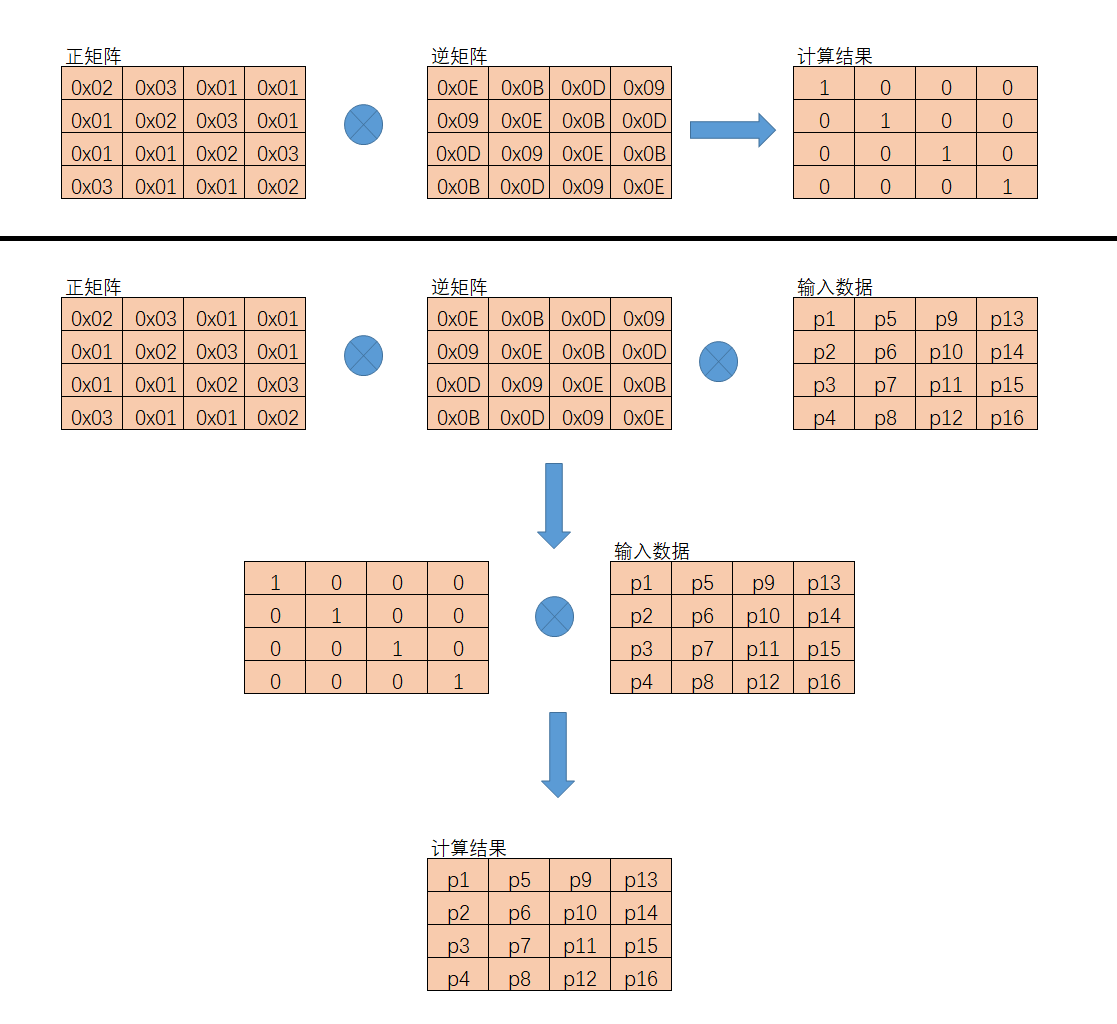 正矩阵 逆矩阵 计算结果
0x02 0x03 0x01 0x01 0x0E 0x0B 0x0D 0x09 1 0 0 0
0x01 0x02 0x03 0x01 0x09 0x0E 0x0B 0x0D 0 1 0 0
0x01 0x01 0x02 0x03 0x0D 0x09 0x0E 0x0B 0 0 1 0
0x03 0x01 0x01 0x02 0x0B 0x0D 0x09 0x0E 0 0 0 1
正矩阵 逆矩阵 输入数据
0x02 0x03 0x01 0x01 0x0E 0x0B 0x0D 0x09 p1 p5 p9 p13
0x01 0x02 0x03 0x01 0x09 0x0E 0x0B 0x0D p2 p6 p10 p14
0x01 0x01 0x02 0x03 0x0D 0x09 0x0E 0x0B p3 p7 p11 p15
0x03 0x01 0x01 0x02 0x0B 0x0D 0x09 0x0E p4 p8 p12 p16
输入数据
1 0 0 0 p1 p5 p9 p13
0 1 0 0 p2 p6 p10 p14
0 0 1 0 p3 p7 p11 p15
0 0 0 1 p4 p8 p12 p16
计算结果
p1 p5 p9 p13
p2 p6 p10 p14
p3 p7 p11 p15
p4 p8 p12 p16